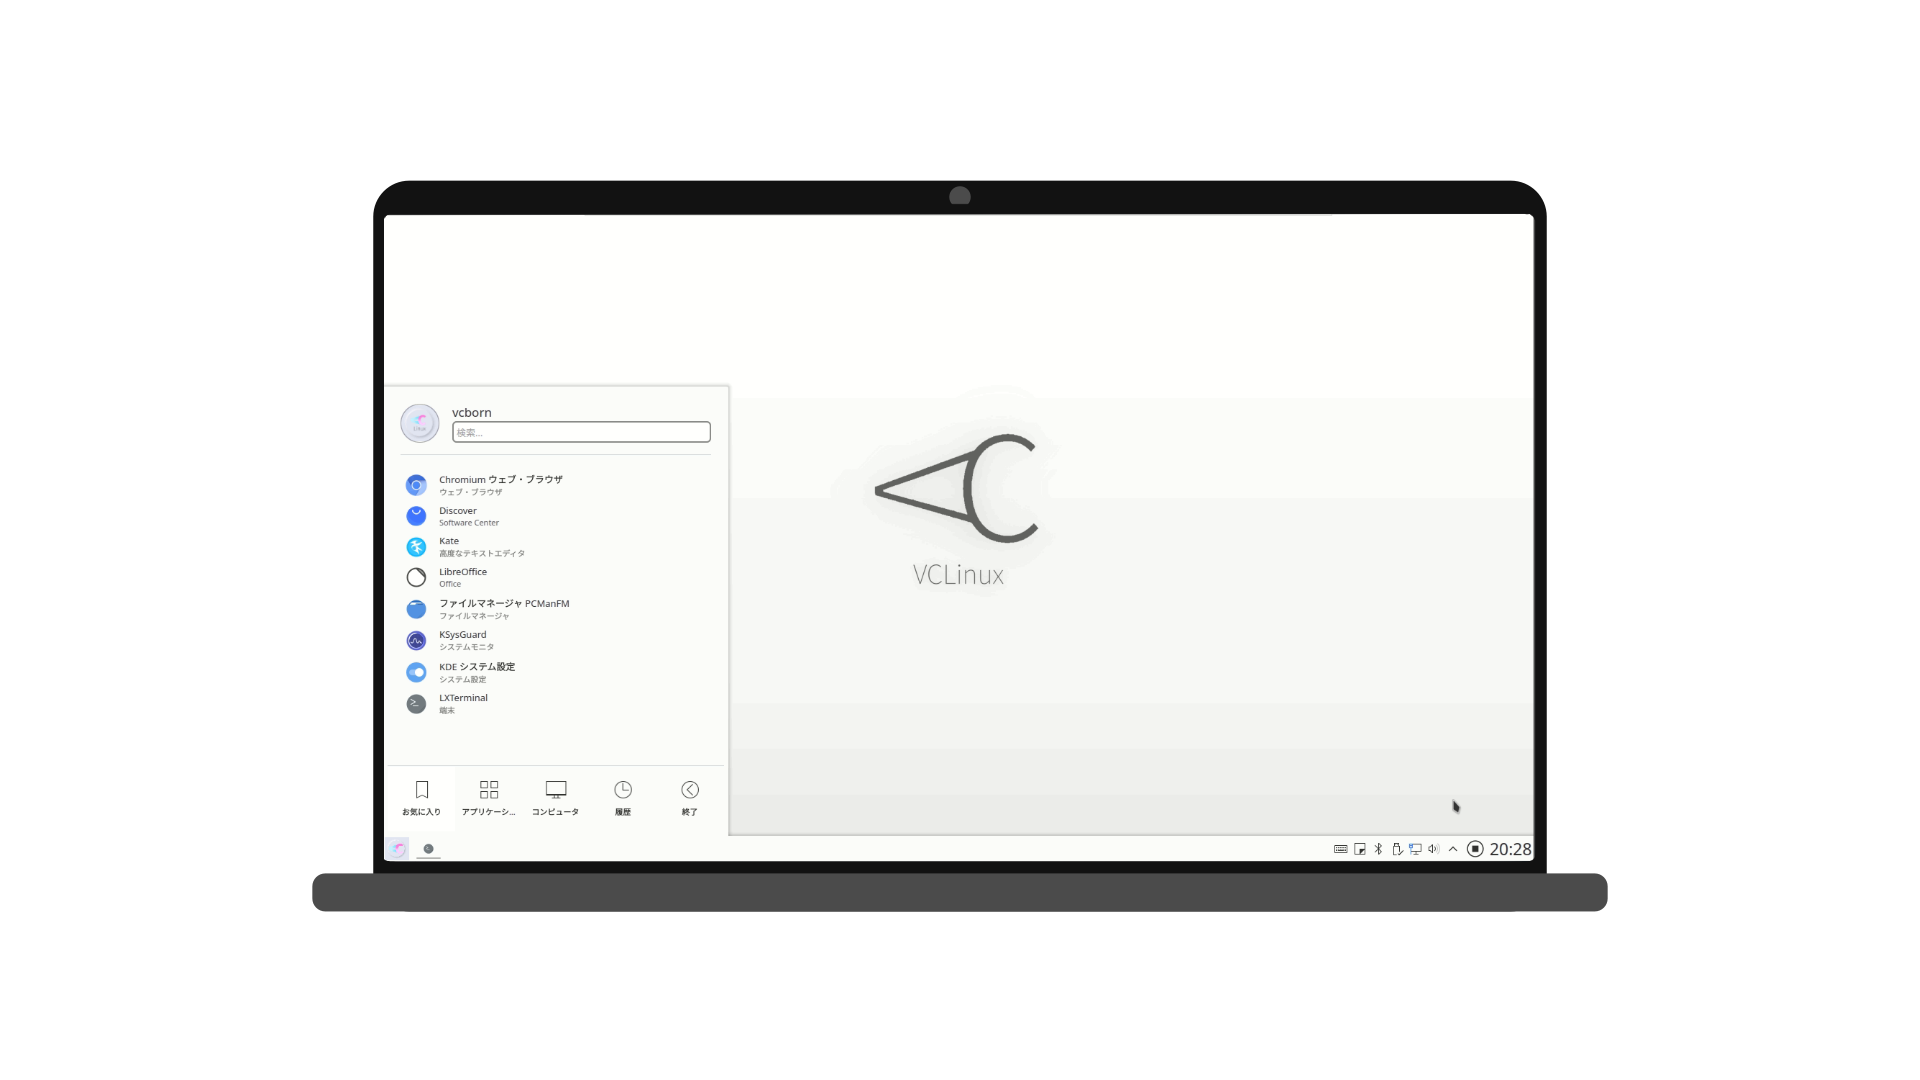 vcborn
検索...
Chromium ウェブ・ブラウザ
ウェブ・ブラウザ
Discover
Software Center
Kate
高度なテキストエディタ
LibreOffice
Office
ファイルマネージャ PCManFM
ファイルマネージャ
KSysGuard
システムモニタ
KDE システム設定
システム設定
LXTerminal
端末
VCLinux
お気に入り
アプリケーシ...
コンピュータ
履歴
終了
20:28